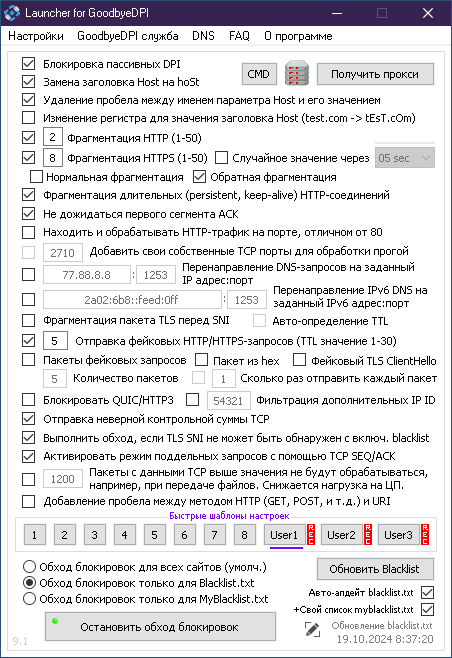 Launcher for GoodbyeDPI
Настройки GoodbyeDPI служба DNS FAQ О программе
Блокировка пассивных DPI
CMD
Получить прокси
Замена заголовка Host на hoSt
Удаление пробела между именем параметра Host и его значением
Изменение регистра для значения заголовка Host (test.com -> tEsT.cOm)
2 Фрагментация HTTP (1-50)
8 Фрагментация HTTPS (1-50) Случайное значение через 05 sec
Нормальная фрагментация Обратная фрагментация
Фрагментация длительных (persistent, keep-alive) HTTP-соединений
Не дожидаться первого сегмента ACK
Находить и обрабатывать HTTP-трафик на порте, отличном от 80
2710 Добавить свои собственные TCP порты для обработки прогой
77.88.8.8 : 1253 Перенаправление DNS-запросов на заданный
IP адрес:порт
2a02:6b8::feed:0ff : 1253 Перенаправление IPv6 DNS на
заданный IPv6 адрес:порт
Фрагментация пакета TLS перед SNI Авто-определение TTL
5 Отправка фейковых HTTP/HTTPS-запросов (TTL значение 1-30)
Пакеты фейковых запросов Пакет из hex Фейковый TLS ClientHello
5 Количество пакетов 1 Сколько раз отправить каждый пакет
Блокировать QUIC/HTTP3 54321 Фильтрация дополнительных IP ID
Отправка неверной контрольной суммы TCP
Выполнить обход, если TLS SNI не может быть обнаружен с включ. blacklist
Активировать режим поддельных запросов с помощью TCP SEQ/ACK
1200 Пакеты с данными TCP выше значения не будут обрабатываться,
например, при передаче файлов. Снижается нагрузка на ЦП.
Добавление пробела между методом HTTP (GET, POST, и т.д.) и URI
Быстрые шаблоны настроек
1 2 3 4 5 6 7 8 User1 REC User2 REC User3 REC
Обход блокировок для всех сайтов (умолч.)
Обход блокировок только для Blacklist.txt
Обход блокировок только для MyBlacklist.txt
Обновить Blacklist
Авто-апдейт blacklist.txt
+Свой список myblacklist.txt
Остановить обход блокировок
Обновление blacklist.txt
19.10.2024 8:37:20
9.1